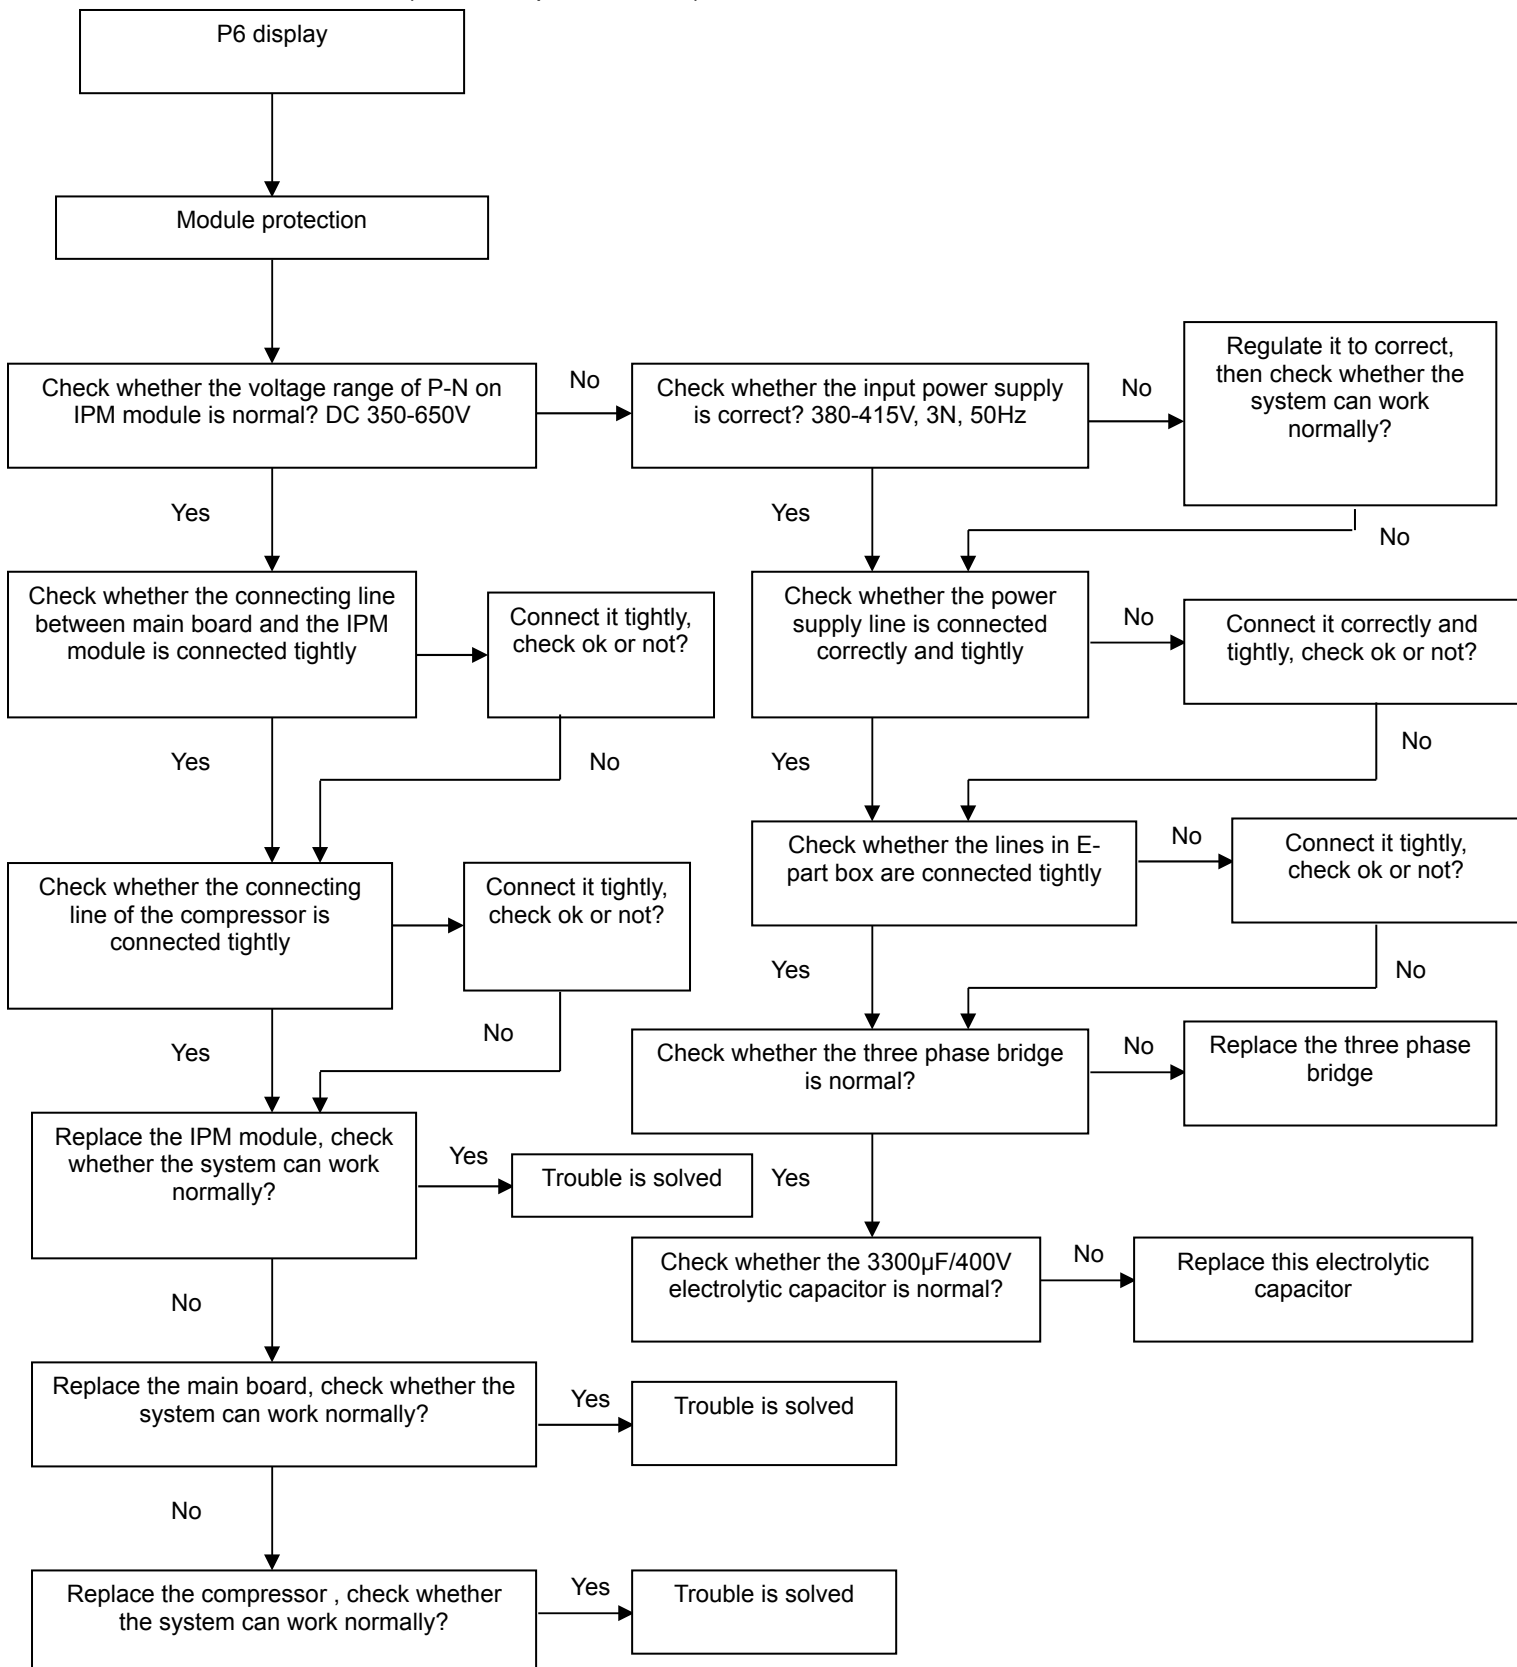 P6 display
Module protection
Check whether the voltage range of P-N on
IPM module is normal? DC 350-650V
No
Check whether the input power supply
is correct? 380-415V, 3N, 50Hz
No
Regulate it to correct,
then check whether the
system can work
normally?
Yes
Yes
No
Check whether the connecting line
between main board and the IPM
module is connected tightly
Connect it tightly,
check ok or not?
Check whether the power
supply line is connected
correctly and tightly
No
Connect it correctly and
tightly, check ok or not?
Yes
No
Yes
No
Check whether the connecting
line of the compressor is
connected tightly
Connect it tightly,
check ok or not?
Check whether the lines in E-
part box are connected tightly
No
Connect it tightly,
check ok or not?
Yes
No
Yes
No
Check whether the three phase bridge
is normal?
No
Replace the three phase
bridge
Replace the IPM module, check
whether the system can work
normally?
Yes
Trouble is solved
Yes
Check whether the 3300µF/400V
electrolytic capacitor is normal?
No
Replace this electrolytic
capacitor
No
Replace the main board, check whether the
system can work normally?
Yes
Trouble is solved
No
Replace the compressor , check whether
the system can work normally?
Yes
Trouble is solved